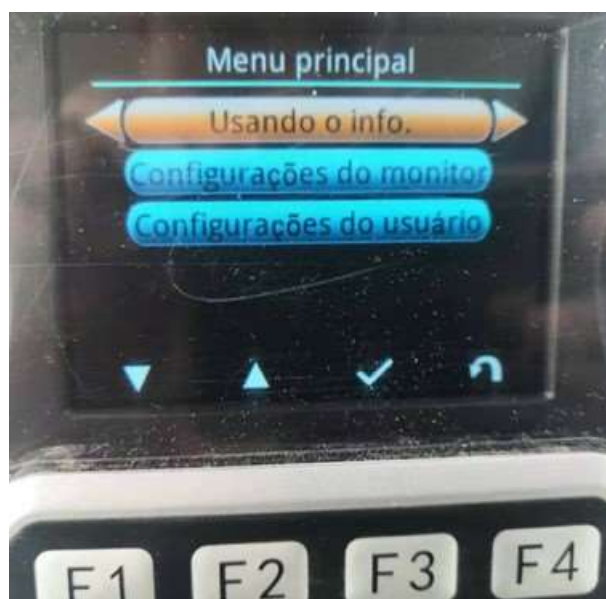 Menu principal
Usando o info.
Configurações do monitor
Configurações do usuário
F1 F2 F3 F4